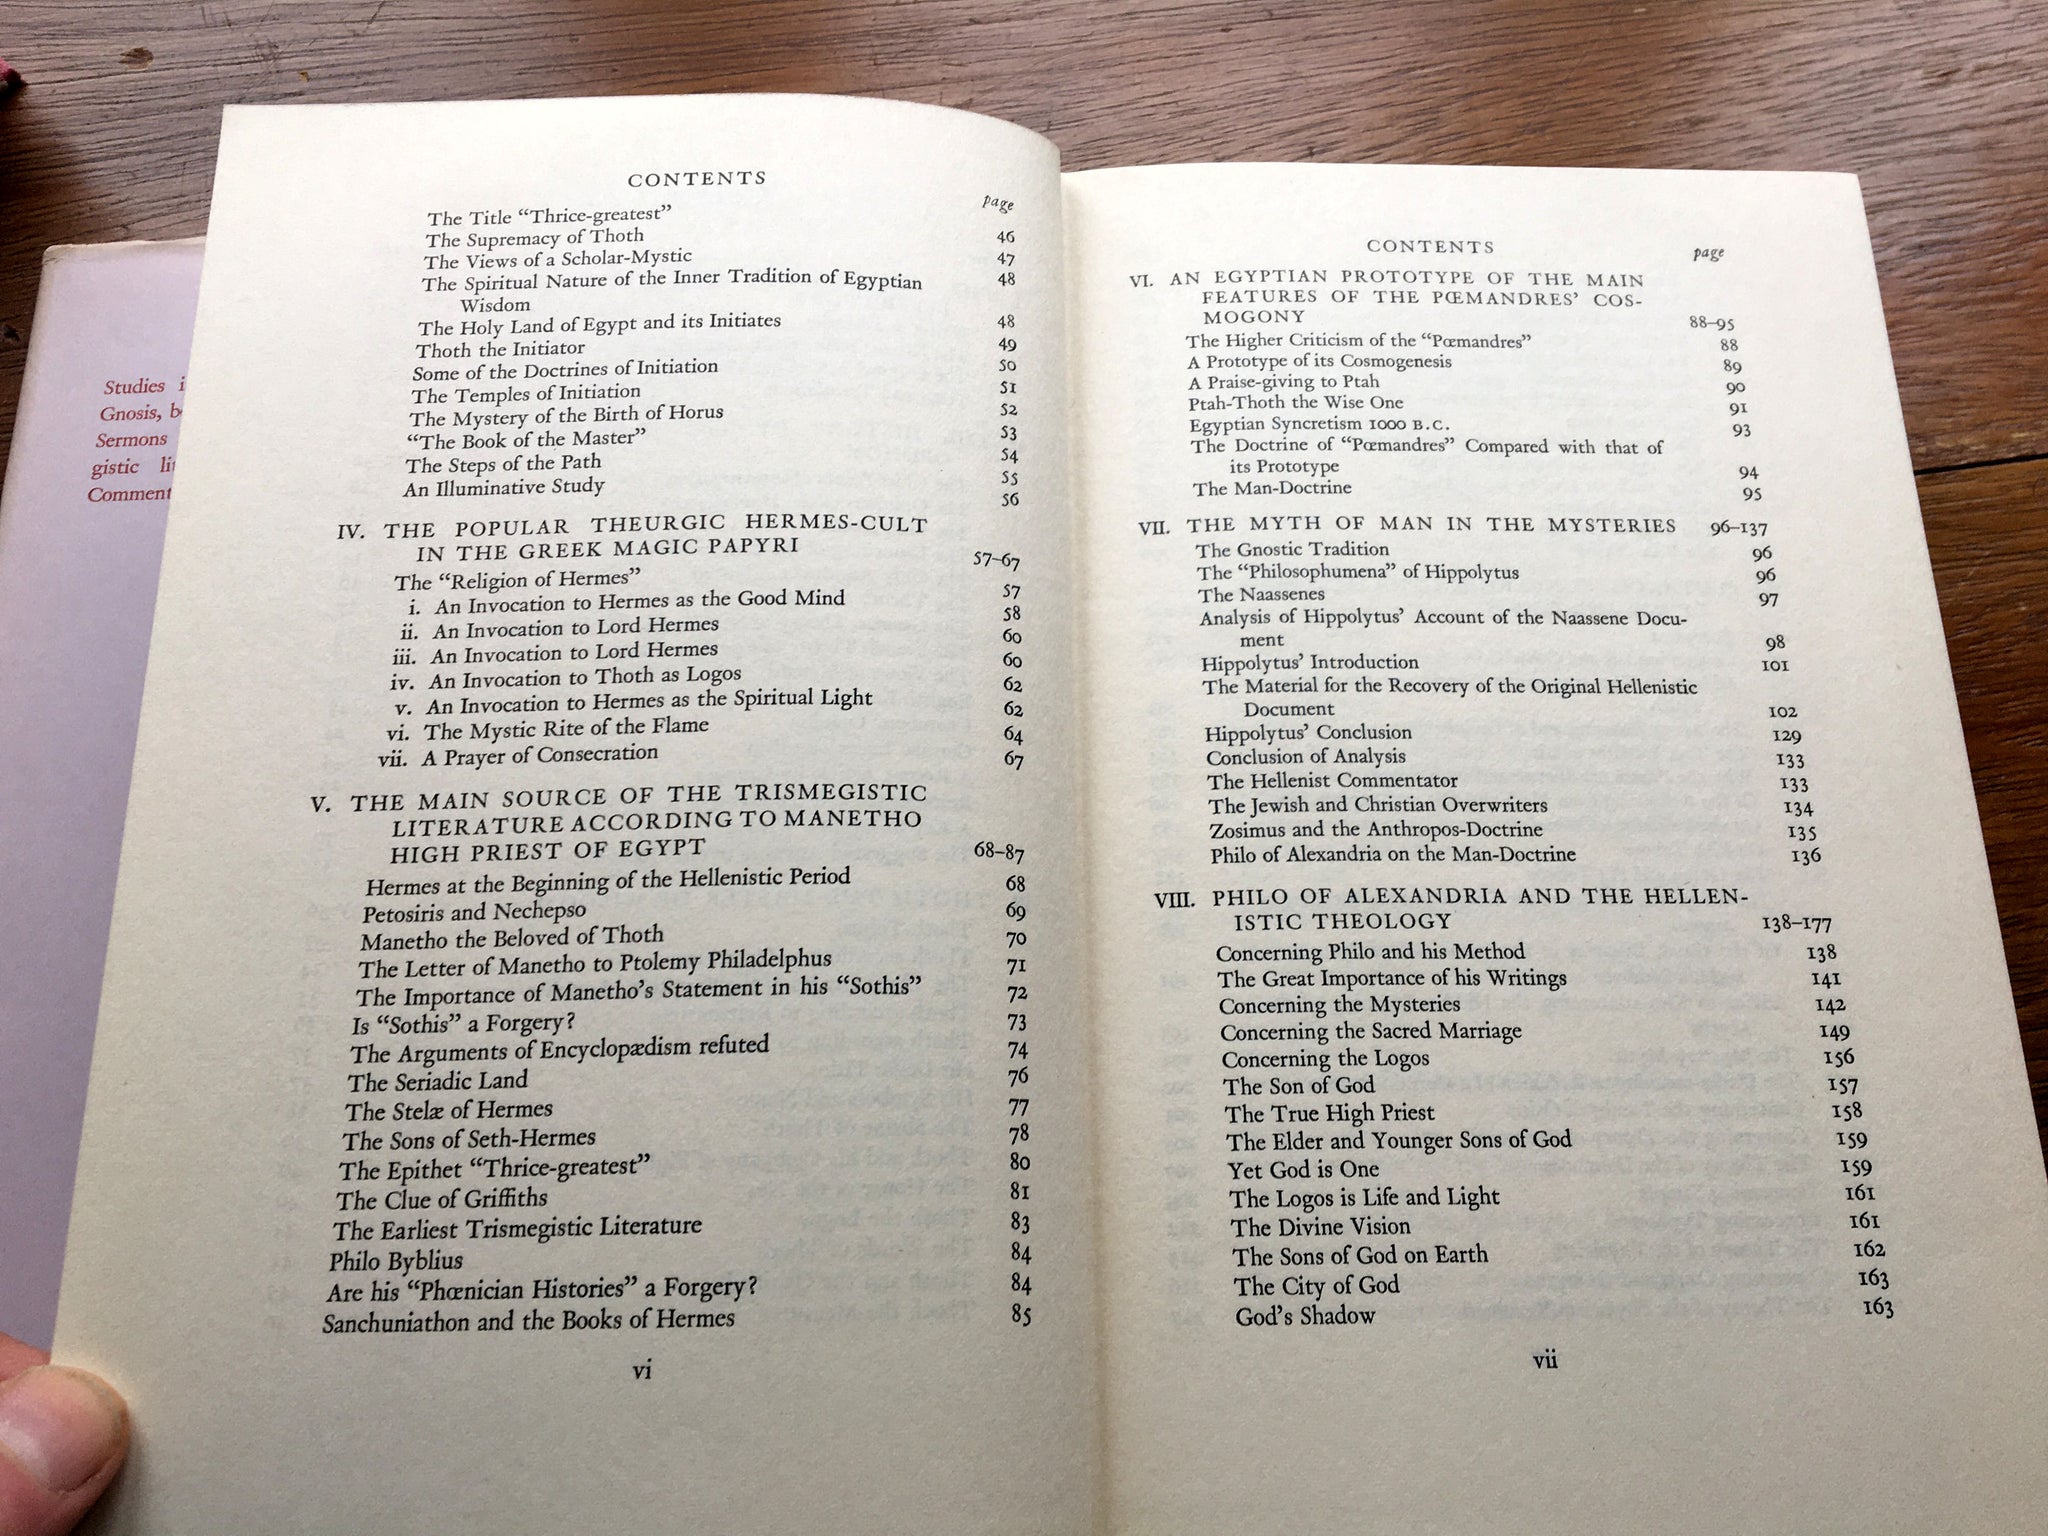 Studies i
Gnosis, b
Sermons
gistic lit
Comment
CONTENTS
page
The Title “Thrice-greatest” 46
The Supremacy of Thoth 47
The Views of a Scholar-Mystic 48
The Spiritual Nature of the Inner Tradition of Egyptian
Wisdom 48
The Holy Land of Egypt and its Initiates 49
Thoth the Initiator 50
Some of the Doctrines of Initiation 51
The Temples of Initiation 52
The Mystery of the Birth of Horus 53
“The Book of the Master” 54
The Steps of the Path 55
An Illuminative Study 56
IV. THE POPULAR THEURGIC HERMES-CULT
IN THE GREEK MAGIC PAPYRI 57–67
The “Religion of Hermes” 57
i. An Invocation to Hermes as the Good Mind 58
ii. An Invocation to Lord Hermes 60
iii. An Invocation to Lord Hermes 60
iv. An Invocation to Thoth as Logos 62
v. An Invocation to Hermes as the Spiritual Light 62
vi. The Mystic Rite of the Flame 64
vii. A Prayer of Consecration 67
V. THE MAIN SOURCE OF THE TRISMEGISTIC
LITERATURE ACCORDING TO MANETHO
HIGH PRIEST OF EGYPT 68–87
Hermes at the Beginning of the Hellenistic Period 68
Petosiris and Nechepso 69
Manetho the Beloved of Thoth 70
The Letter of Manetho to Ptolemy Philadelphus 71
The Importance of Manetho’s Statement in his “Sothis” 72
Is “Sothis” a Forgery? 73
The Arguments of Encyclopædism refuted 74
The Seriadic Land 76
The Stelæ of Hermes 77
The Sons of Seth-Hermes 78
The Epithet “Thrice-greatest” 80
The Clue of Griffiths 81
The Earliest Trismegistic Literature 83
Philo Byblius 84
Are his “Phœnician Histories” a Forgery? 84
Sanchuniathon and the Books of Hermes 85
vi
CONTENTS
page
VI. AN EGYPTIAN PROTOTYPE OF THE MAIN
FEATURES OF THE PŒMANDRES’ COS-
MOGONY 88–95
The Higher Criticism of the “Pœmandres” 88
A Prototype of its Cosmogenesis 89
A Praise-giving to Ptah 90
Ptah-Thoth the Wise One 91
Egyptian Syncretism 1000 B.C. 93
The Doctrine of “Pœmandres” Compared with that of
its Prototype 94
The Man-Doctrine 95
VII. THE MYTH OF MAN IN THE MYSTERIES 96–137
The Gnostic Tradition 96
The “Philosophumena” of Hippolytus 96
The Naassenes 97
Analysis of Hippolytus’ Account of the Naassene Docu-
ment 98
Hippolytus’ Introduction 101
The Material for the Recovery of the Original Hellenistic
Document 102
Hippolytus’ Conclusion 129
Conclusion of Analysis 133
The Hellenist Commentator 133
The Jewish and Christian Overwriters 134
Zosimus and the Anthropos-Doctrine 135
Philo of Alexandria on the Man-Doctrine 136
VIII. PHILO OF ALEXANDRIA AND THE HELLEN-
ISTIC THEOLOGY 138–177
Concerning Philo and his Method 138
The Great Importance of his Writings 141
Concerning the Mysteries 142
Concerning the Sacred Marriage 149
Concerning the Logos 156
The Son of God 157
The True High Priest 158
The Elder and Younger Sons of God 159
Yet God is One 159
The Logos is Life and Light 161
The Divine Vision 161
The Sons of God on Earth 162
The City of God 163
God’s Shadow 163
vii